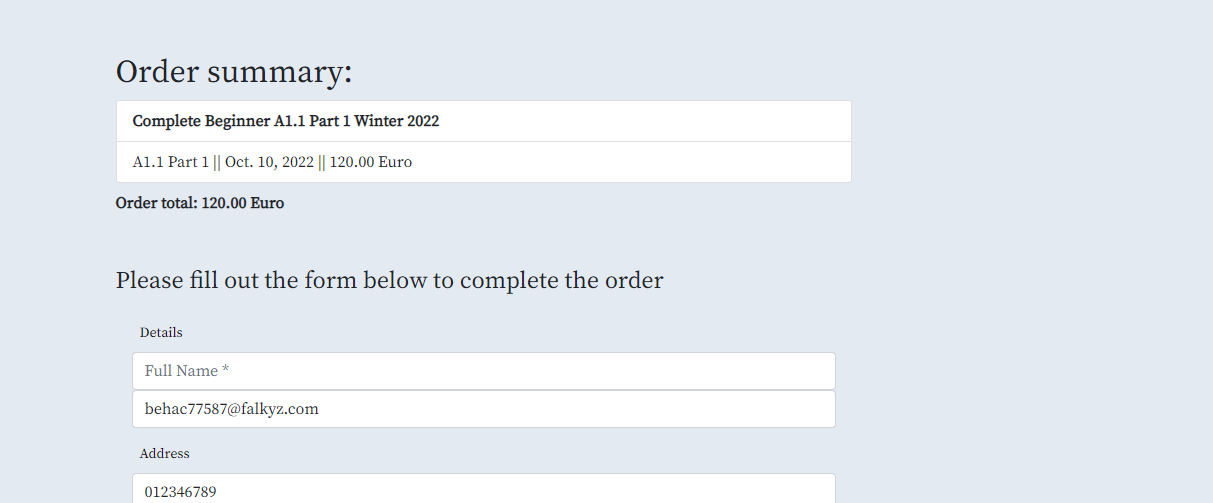 Order summary:
Complete Beginner A1.1 Part 1 Winter 2022
A1.1 Part 1 || Oct. 10, 2022 || 120.00 Euro
Order total: 120.00 Euro
Please fill out the form below to complete the order
Details
Full Name *
behac77587@falkyz.com
Address
012346789